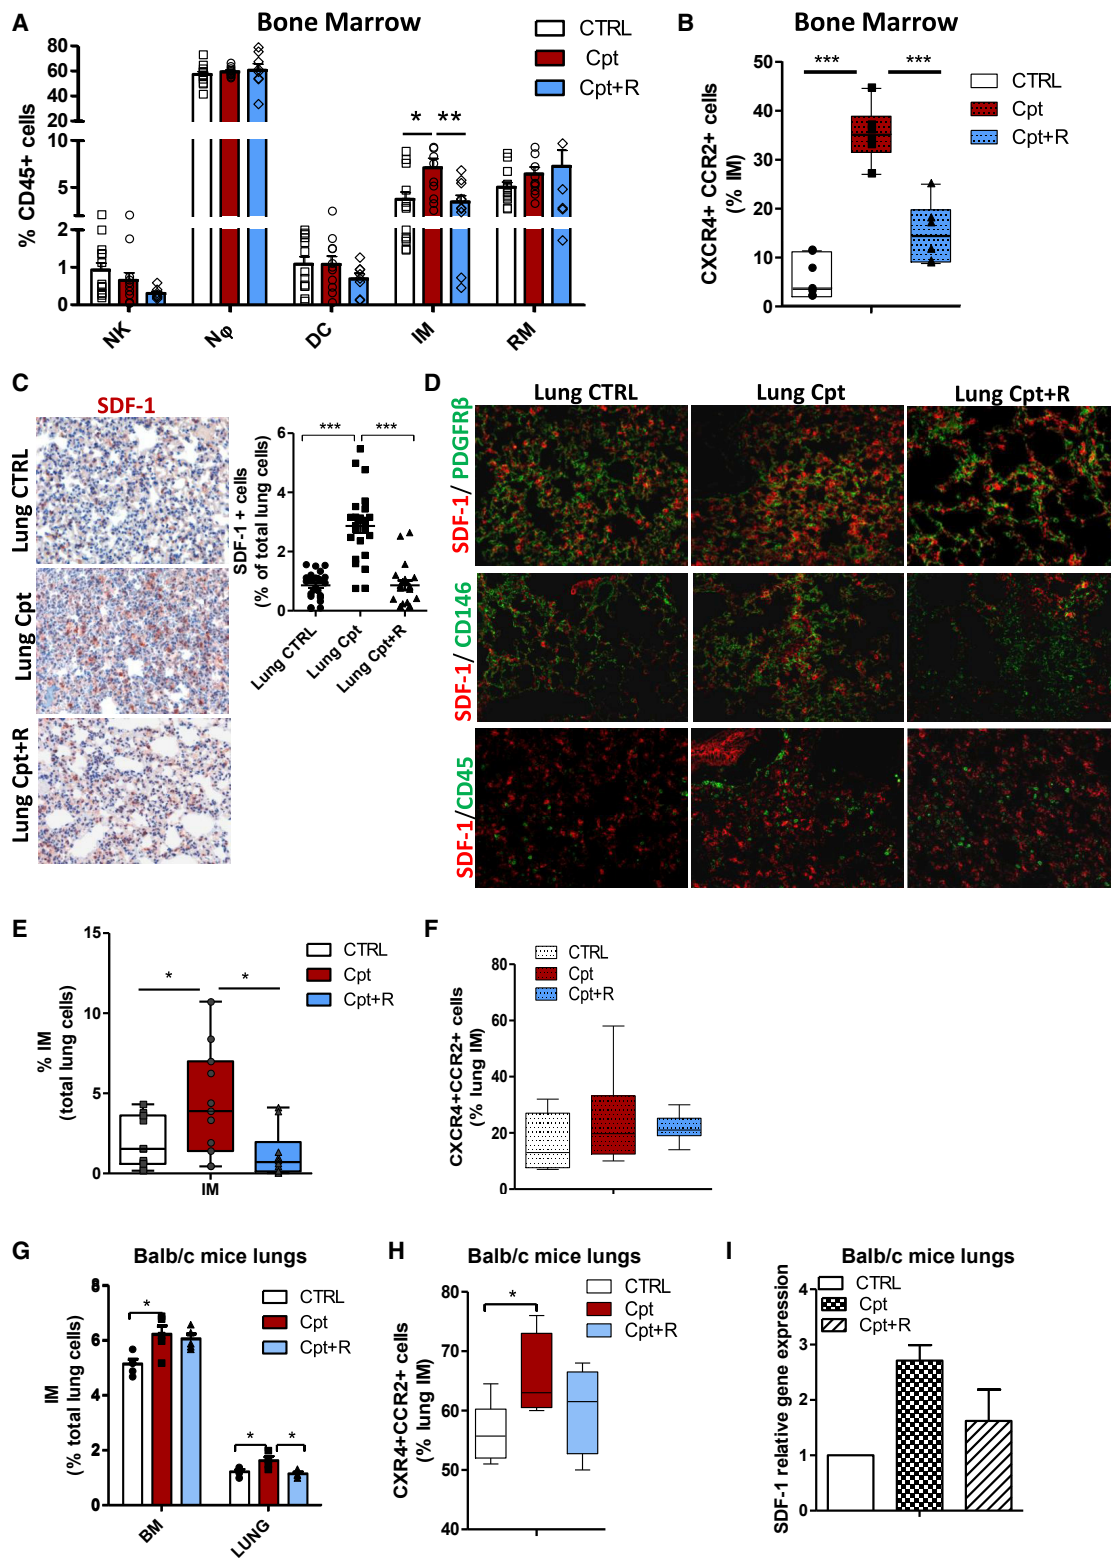 A
Bone Marrow
CTRL
Cpt
Cpt+R
% CD45+ cells
80
60
40
20
10
5
2
1
0
* **
NK
Nφ
DC
IM
RM
B
Bone Marrow
CXCR4+ CCR2+ cells
(% IM)
50
40
30
20
10
0
*** ***
CTRL
Cpt
Cpt+R
C
SDF-1
Lung CTRL
Lung Cpt
Lung Cpt+R
SDF-1 + cells
(% of total lung cells)
6
4
2
0
*** ***
Lung CTRL
Lung Cpt
Lung Cpt+R
D
Lung CTRL
Lung Cpt
Lung Cpt+R
SDF-1/ PDGFRβ
SDF-1/ CD146
SDF-1/CD45
E
% IM
(total lung cells)
15
10
5
0
* *
IM
CTRL
Cpt
Cpt+R
F
CXCR4+CCR2+ cells
(% lung IM)
80
60
40
20
0
CTRL
Cpt
Cpt+R
G
Balb/c mice lungs
IM
(% total lung cells)
8
6
4
2
0
*
* *
BM
LUNG
CTRL
Cpt
Cpt+R
H
Balb/c mice lungs
CXR4+CCR2+ cells
(% lung IM)
80
70
60
50
40
*
CTRL
Cpt
Cpt+R
I
Balb/c mice lungs
SDF-1 relative gene expression
4
3
2
1
0
CTRL
Cpt
Cpt+R